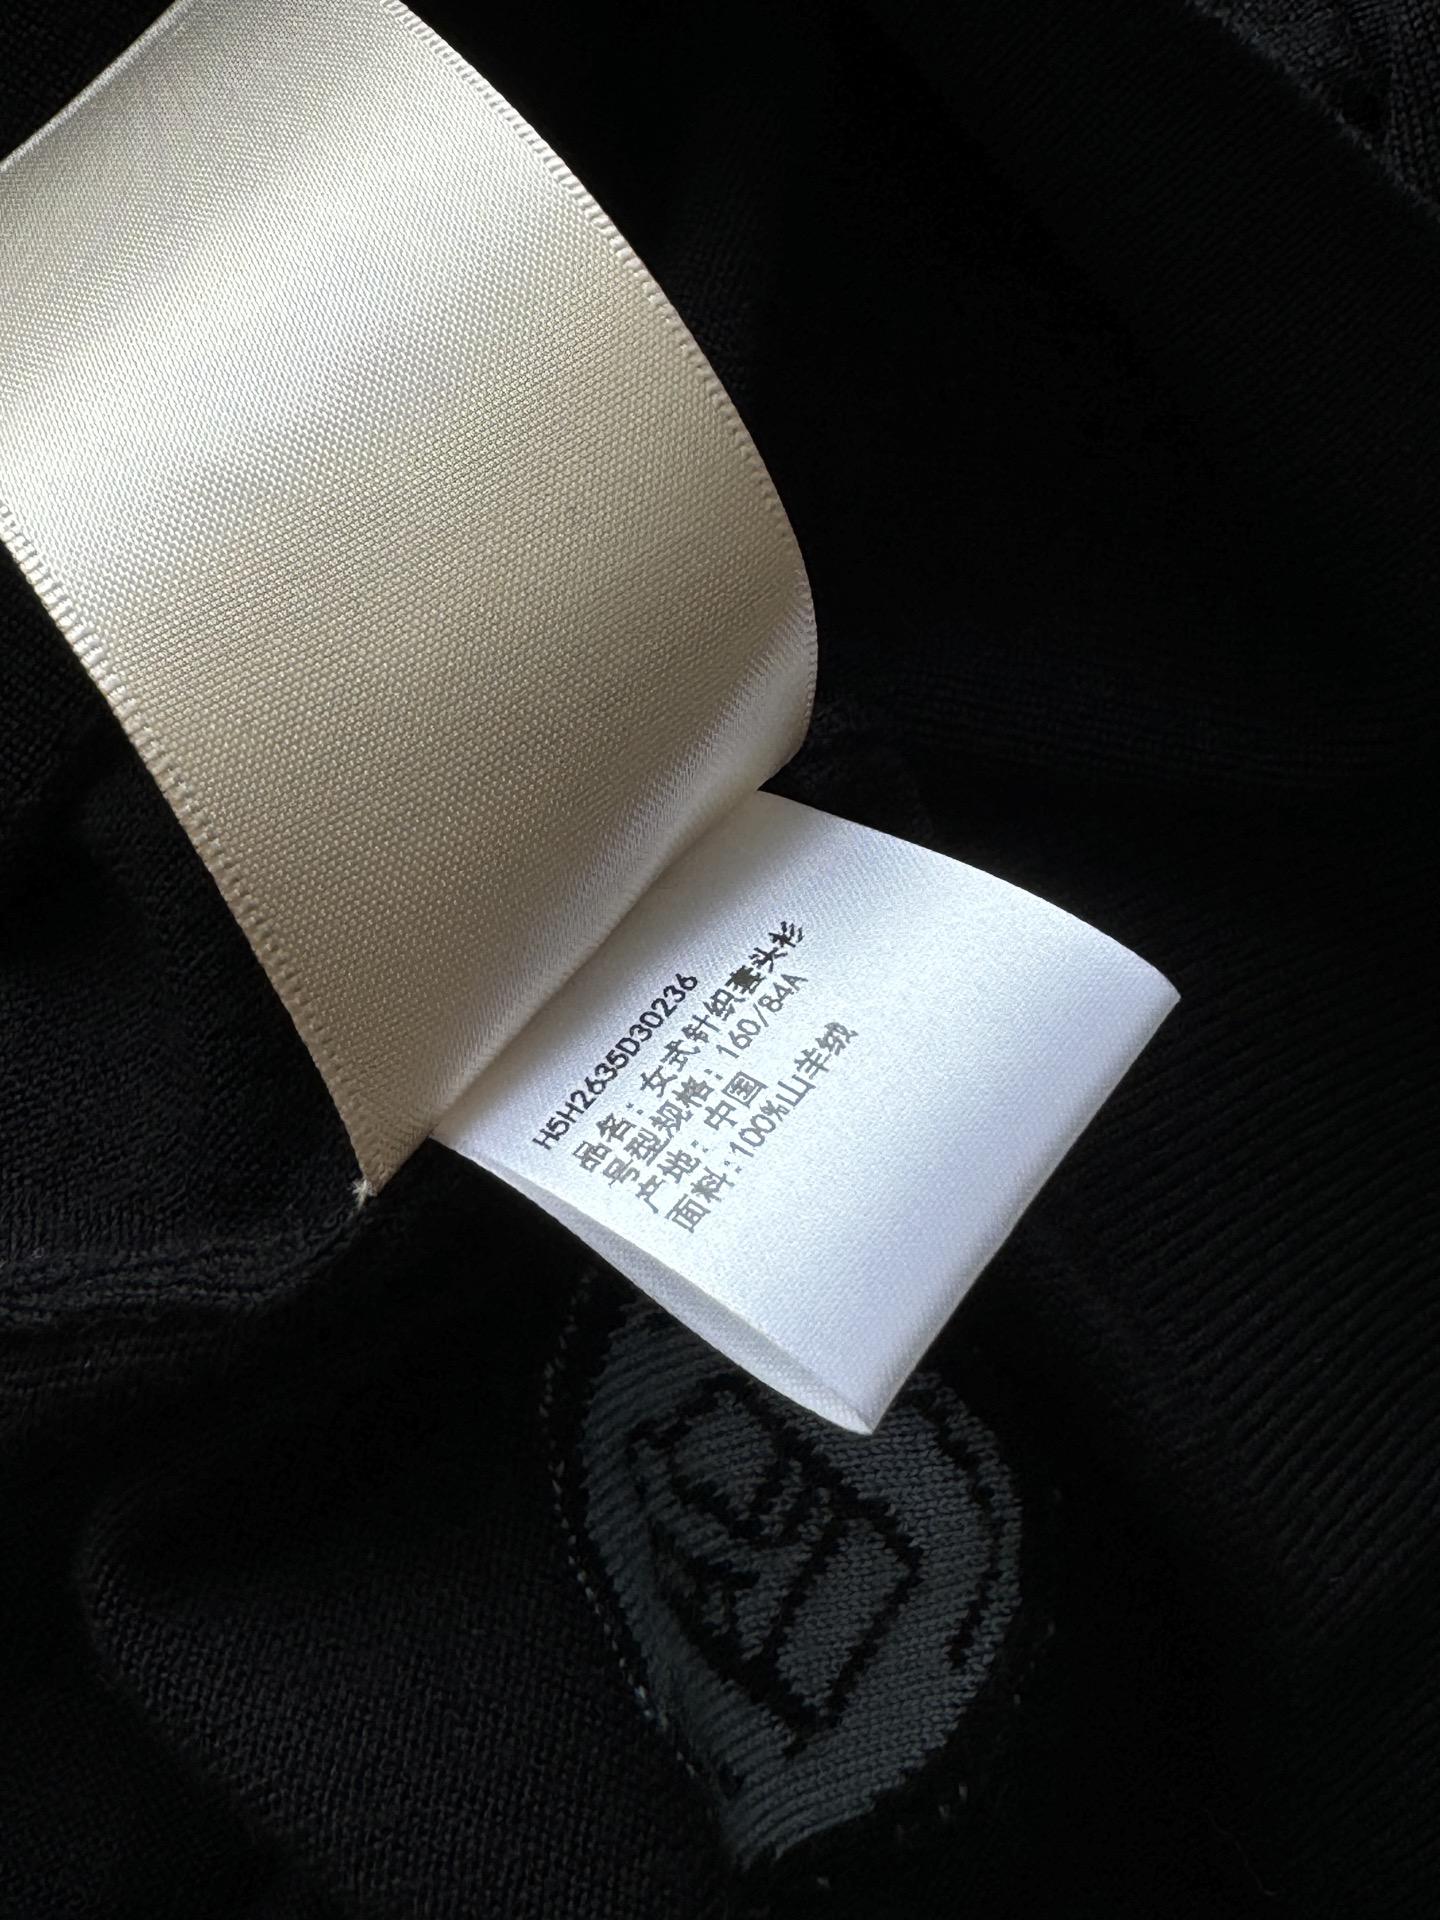 H5H2635D30236
品名:女式针织套头衫
号型规格:160/84A
产地:中国
面料:100%山羊绒